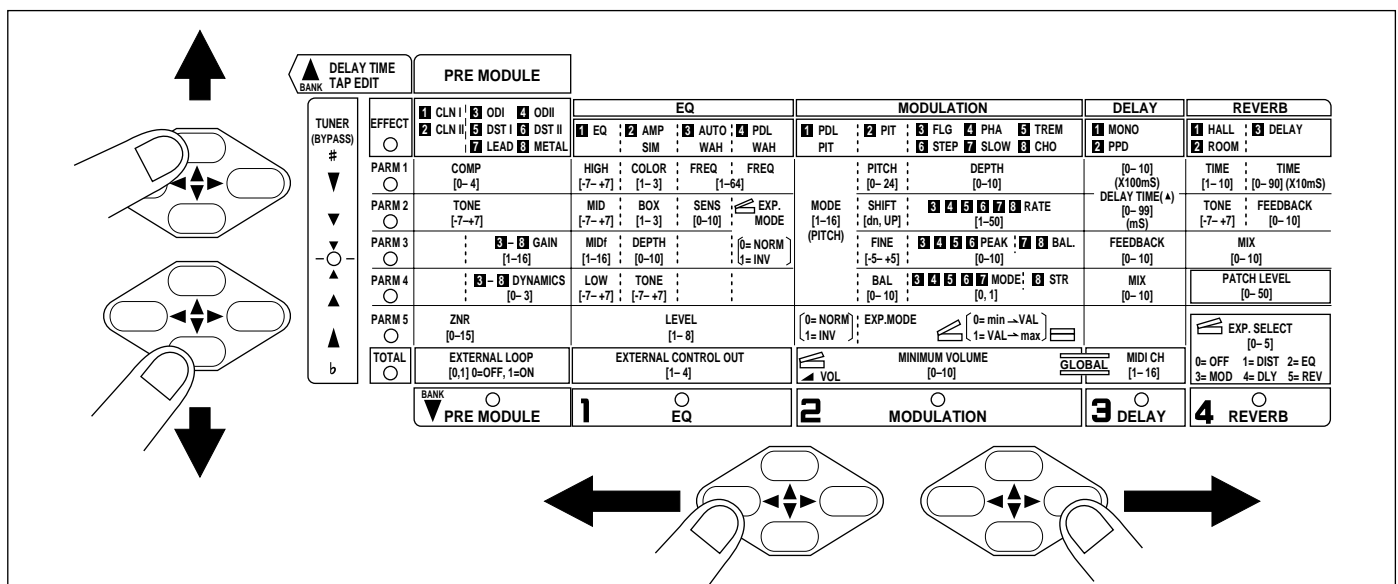 DELAY TIME
BANK TAP EDIT
PRE MODULE
TUNER
(BYPASS)
#
♭
EFFECT
1 CLN I 3 ODI 4 ODII
2 CLN II 5 DST I 6 DST II
7 LEAD 8 METAL
EQ
1 EQ 2 AMP SIM 3 AUTO WAH 4 PDL WAH
MODULATION
1 PDL PIT 2 PIT 3 FLG 4 PHA 5 TREM
6 STEP 7 SLOW 8 CHO
DELAY
1 MONO
2 PPD
REVERB
1 HALL 3 DELAY
2 ROOM
PARM 1
COMP
[0–4]
HIGH COLOR FREQ FREQ
[-7–+7] [1–3] [1–64]
PITCH DEPTH
[0–24] [0–10]
[0–10]
(X100mS)
DELAY TIME(▲)
[0–99]
(mS)
TIME TIME
[1–10] [0–90] (X10mS)
PARM 2
TONE
[-7–+7]
MID BOX SENS EXP. MODE
[-7–+7] [1–3] [0–10]
MODE
[1–16]
(PITCH)
SHIFT 3 4 5 6 7 8 RATE
[dn, UP] [1–50]
TONE FEEDBACK
[-7–+7] [0–10]
PARM 3
3 – 8 GAIN
[1–16]
MIDf DEPTH 0= NORM
[1–16] [0–10] 1= INV
FINE 3 4 5 6 PEAK 7 8 BAL.
[-5–+5] [0–10]
FEEDBACK
[0–10]
MIX
[0–10]
PARM 4
3 – 8 DYNAMICS
[0–3]
LOW TONE
[-7–+7] [-7–+7]
BAL 3 4 5 6 7 MODE 8 STR
[0–10] [0, 1]
MIX
[0–10]
PATCH LEVEL
[0–50]
PARM 5
ZNR
[0–15]
LEVEL
[1–8]
0= NORM EXP.MODE 0= min→VAL
1= INV 1= VAL→max
EXP. SELECT
[0–5]
0= OFF 1= DIST 2= EQ
3= MOD 4= DLY 5= REV
TOTAL
EXTERNAL LOOP
[0,1] 0=OFF, 1=ON
EXTERNAL CONTROL OUT
[1–4]
VOL
MINIMUM VOLUME
[0–10]
GLOBAL
MIDI CH
[1–16]
BANK
PRE MODULE
1 EQ
2 MODULATION
3 DELAY
4 REVERB